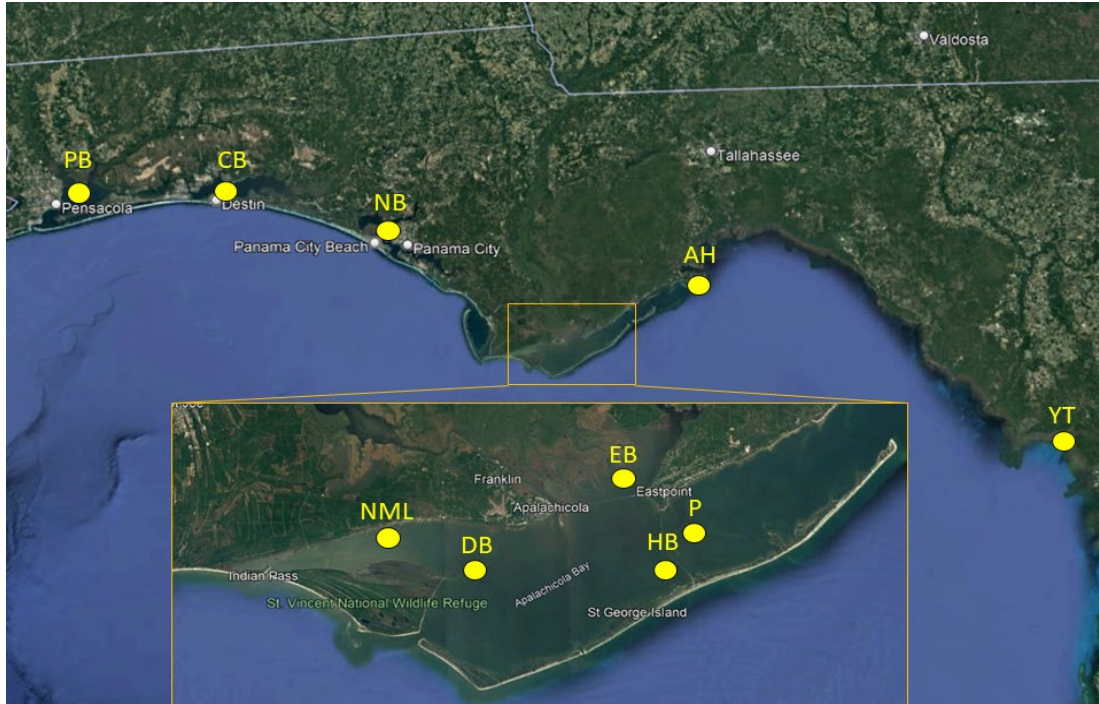 Valdosta
Tallahassee
PB
CB
Pensacola
Destin
NB
Panama City Beach
Panama City
AH
YT
EB
Franklin
Eastpoint
Apalachicola
NML
P
DB
HB
Indian Pass
Apalachicola Bay
St. Vincent National Wildlife Refuge
St George Island